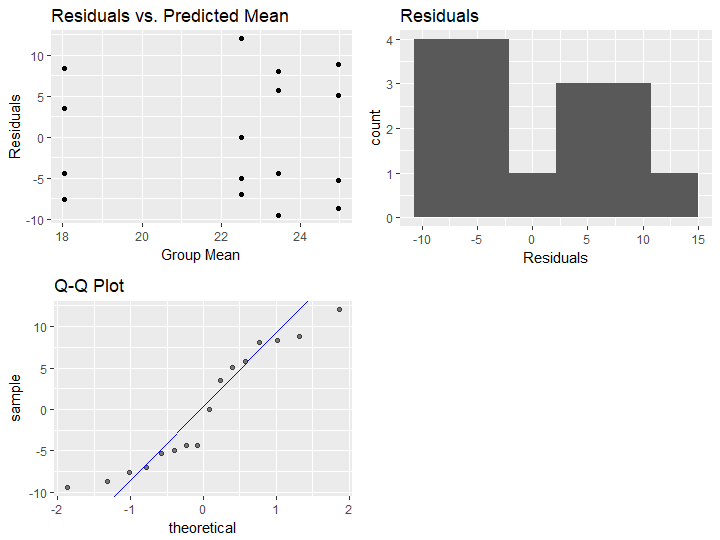 Residuals vs. Predicted Mean
10
5
0
-5
-10
Residuals
18 20 22 24
Group Mean
Residuals
4
3
2
1
0
count
-10 -5 0 5 10 15
Residuals
Q-Q Plot
10
5
0
-5
-10
sample
-2 -1 0 1 2
theoretical